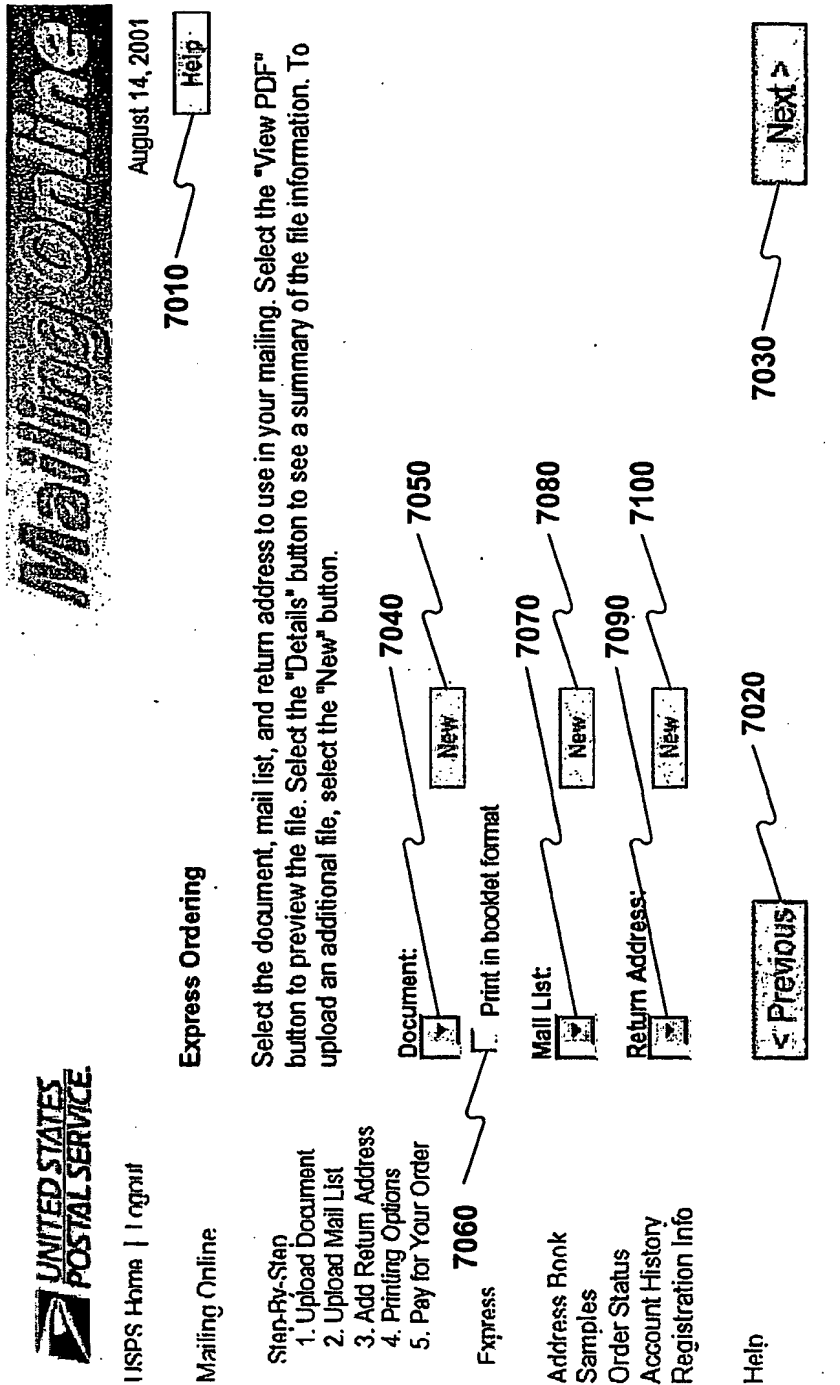 UNITED STATES
POSTAL SERVICE.
Mailing Online
August 14, 2001
USPS Home | Logout
7010
Help
Mailing Online
Express Ordering
Step-By-Step
1. Upload Document
2. Upload Mail List
3. Add Return Address
4. Printing Options
5. Pay for Your Order
Express
Address Book
Samples
Order Status
Account History
Registration Info
Help
Select the document, mail list, and return address to use in your mailing. Select the "View PDF"
button to preview the file. Select the "Details" button to see a summary of the file information. To
upload an additional file, select the "New" button.
Document:
7040
New
7050
7060
Print in booklet format
Mail List:
7070
New
7080
Return Address:
7090
New
7100
< Previous
7020
7030
Next >